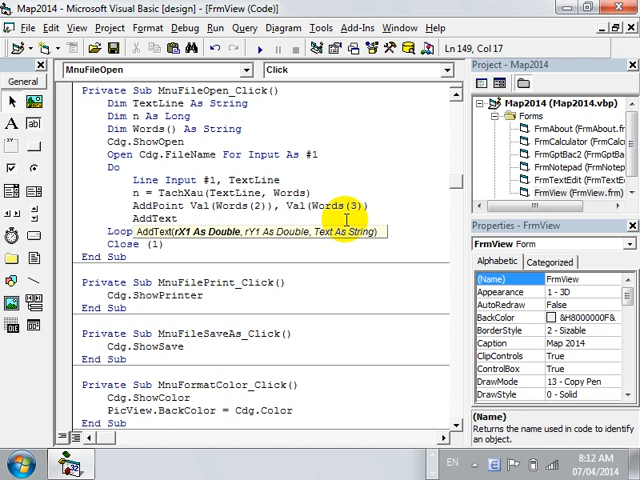 Map2014 - Microsoft Visual Basic [design] - [FrmView (Code)]
File Edit View Project Format Debug Run Query Diagram Tools Add-Ins Window Help
Ln 149, Col 17
General
MnuFileOpen
Click
Private Sub MnuFileOpen_Click()
Dim TextLine As String
Dim n As Long
Dim Words() As String
Cdg.ShowOpen
Open Cdg.FileName For Input As #1
Do
Line Input #1, TextLine
n = TachXau(TextLine, Words)
AddPoint Val(Words(2)), Val(Words(3))
AddText
Loop
AddText(rX1 As Double, rY1 As Double, Text As String)
Close (1)
End Sub
Private Sub MnuFilePrint_Click()
Cdg.ShowPrinter
End Sub
Private Sub MnuFileSaveAs_Click()
Cdg.ShowSave
End Sub
Private Sub MnuFormatColor_Click()
Cdg.ShowColor
PicView.BackColor = Cdg.Color
End Sub
Project - Map2014
Map2014 (Map2014.vbp)
Forms
FrmAbout (FrmAbout.fr
FrmCalculator (FrmCal
FrmGptBac2 (FrmGptBa
FrmNotepad (FrmNotep
FrmTextEdit (FrmTextE
FrmView (FrmView.frm)
Properties - FrmView
FrmView Form
Alphabetic Categorized
(Name) FrmView
Appearance 1 - 3D
AutoRedraw False
BackColor &H8000000F&
BorderStyle 2 - Sizable
Caption Map 2014
ClipControls True
ControlBox True
DrawMode 13 - Copy Pen
DrawStyle 0 - Solid
(Name)
Returns the name used in code to identify
an object.
EN
8:12 AM
07/04/2014